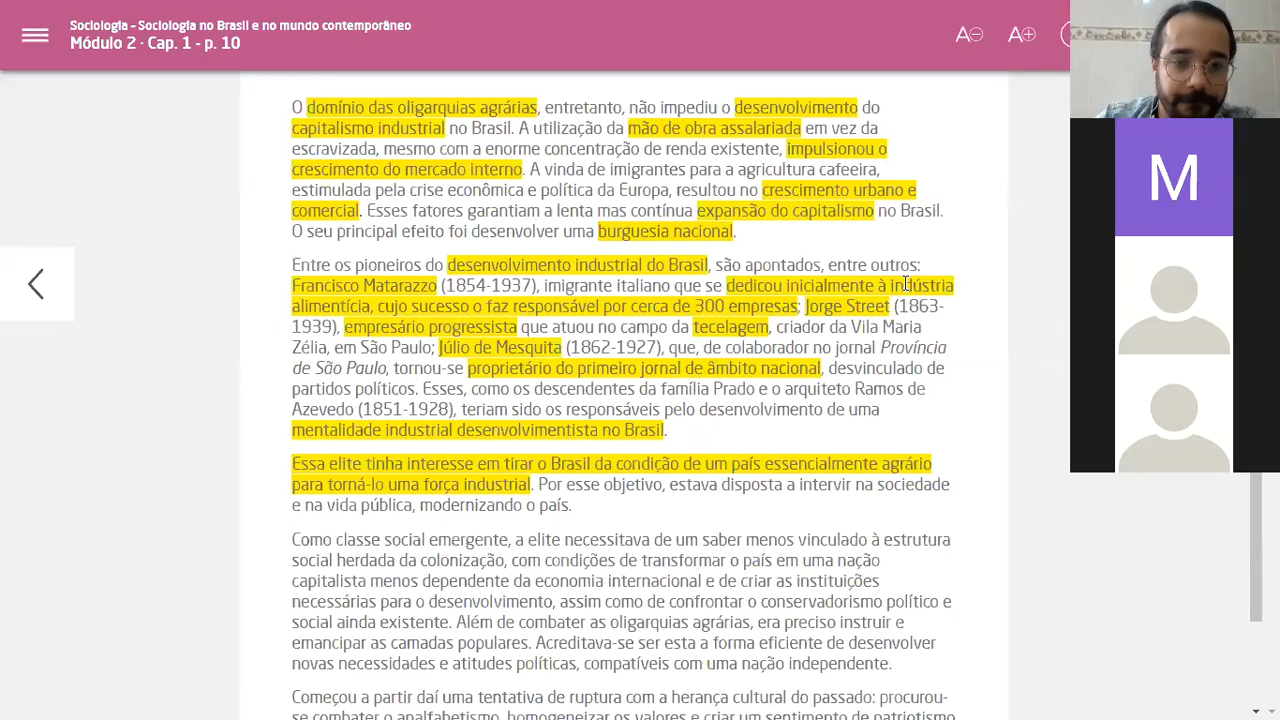 Sociologia – Sociologia no Brasil e no mundo contemporâneo
Módulo 2 · Cap. 1 - p. 10
A
A
O domínio das oligarquias agrárias, entretanto, não impediu o desenvolvimento do
capitalismo industrial no Brasil. A utilização da mão de obra assalariada em vez da
escravizada, mesmo com a enorme concentração de renda existente, impulsionou o
crescimento do mercado interno. A vinda de imigrantes para a agricultura cafeeira,
estimulada pela crise econômica e política da Europa, resultou no crescimento urbano e
comercial. Esses fatores garantiam a lenta mas contínua expansão do capitalismo no Brasil.
O seu principal efeito foi desenvolver uma burguesia nacional.
Entre os pioneiros do desenvolvimento industrial do Brasil, são apontados, entre outros:
Francisco Matarazzo (1854-1937), imigrante italiano que se dedicou inicialmente à indústria
alimentícia, cujo sucesso o faz responsável por cerca de 300 empresas; Jorge Street (1863-
1939), empresário progressista que atuou no campo da tecelagem, criador da Vila Maria
Zélia, em São Paulo; Júlio de Mesquita (1862-1927), que, de colaborador no jornal Província
de São Paulo, tornou-se proprietário do primeiro jornal de âmbito nacional, desvinculado de
partidos políticos. Esses, como os descendentes da família Prado e o arquiteto Ramos de
Azevedo (1851-1928), teriam sido os responsáveis pelo desenvolvimento de uma
mentalidade industrial desenvolvimentista no Brasil.
Essa elite tinha interesse em tirar o Brasil da condição de um país essencialmente agrário
para torná-lo uma força industrial. Por esse objetivo, estava disposta a intervir na sociedade
e na vida pública, modernizando o país.
Como classe social emergente, a elite necessitava de um saber menos vinculado à estrutura
social herdada da colonização, com condições de transformar o país em uma nação
capitalista menos dependente da economia internacional e de criar as instituições
necessárias para o desenvolvimento, assim como de confrontar o conservadorismo político e
social ainda existente. Além de combater as oligarquias agrárias, era preciso instruir e
emancipar as camadas populares. Acreditava-se ser esta a forma eficiente de desenvolver
novas necessidades e atitudes políticas, compatíveis com uma nação independente.
Começou a partir daí uma tentativa de ruptura com a herança cultural do passado: procurou-
se combater o analfabetismo, homogeneizar os valores e criar um sentimento de patriotismo
M